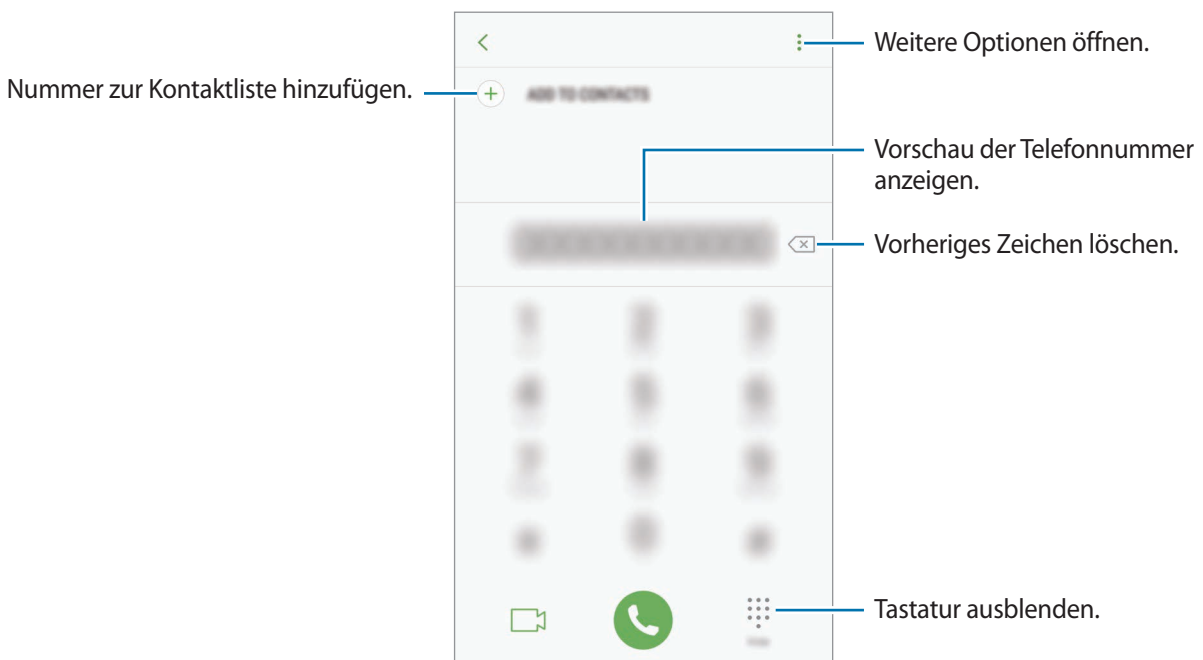 Weitere Optionen öffnen.
Nummer zur Kontaktliste hinzufügen.
ADD TO CONTACTS
Vorschau der Telefonnummer
anzeigen.
Vorheriges Zeichen löschen.
Tastatur ausblenden.